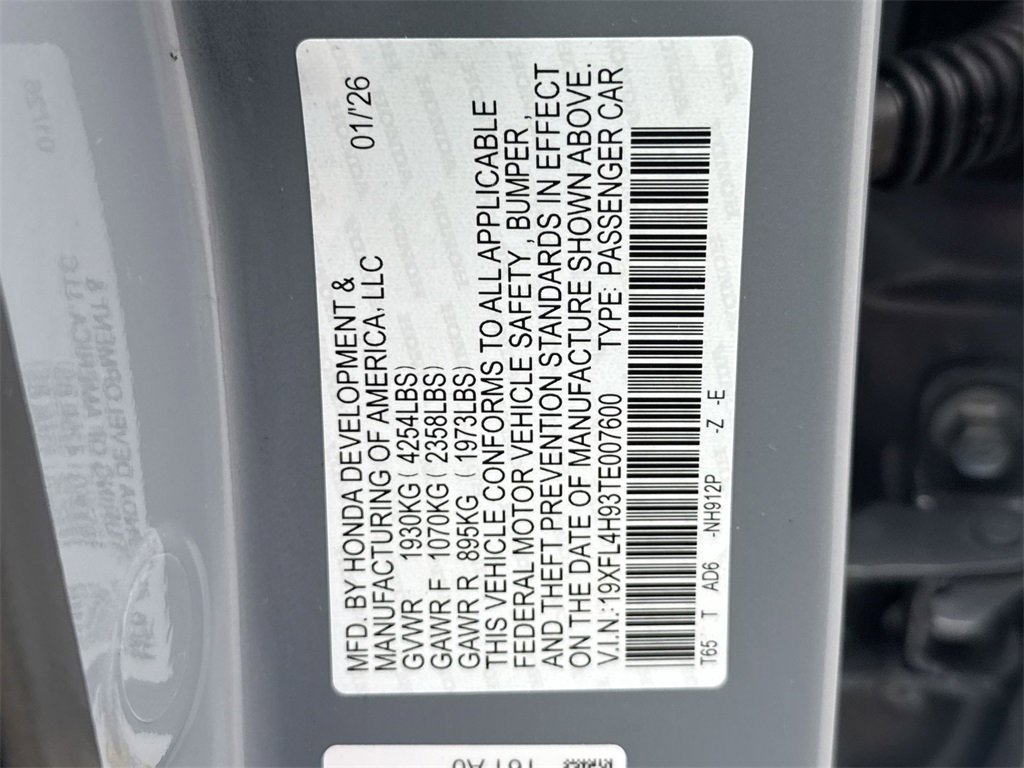 MFD. BY HONDA DEVELOPMENT & 01/'26
MANUFACTURING OF AMERICA, LLC
GVWR 1930KG ( 4254LBS)
GAWR F 1070KG ( 2358LBS)
GAWR R 895KG ( 1973LBS)
THIS VEHICLE CONFORMS TO ALL APPLICABLE
FEDERAL MOTOR VEHICLE SAFETY, BUMPER,
AND THEFT PREVENTION STANDARDS IN EFFECT
ON THE DATE OF MANUFACTURE SHOWN ABOVE.
V.I.N.: 19XFL4H93TE007600 TYPE: PASSENGER CAR
T65 T AD6 -NH912P -Z -E